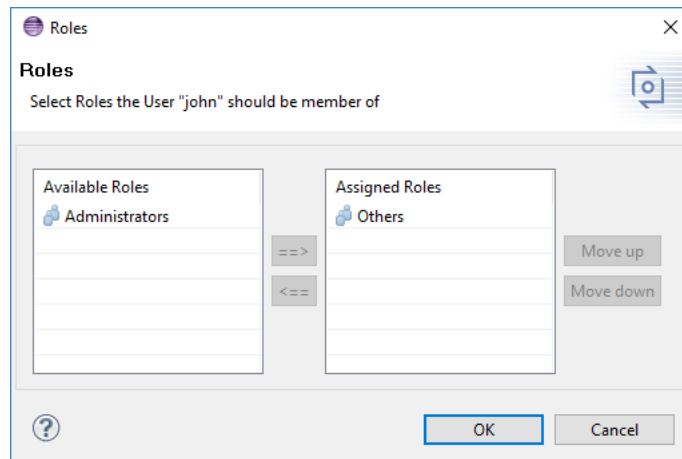 Roles
Roles
Select Roles the User "john" should be member of
Available Roles
Administrators
==>
<==
Assigned Roles
Others
Move up
Move down
?
OK
Cancel